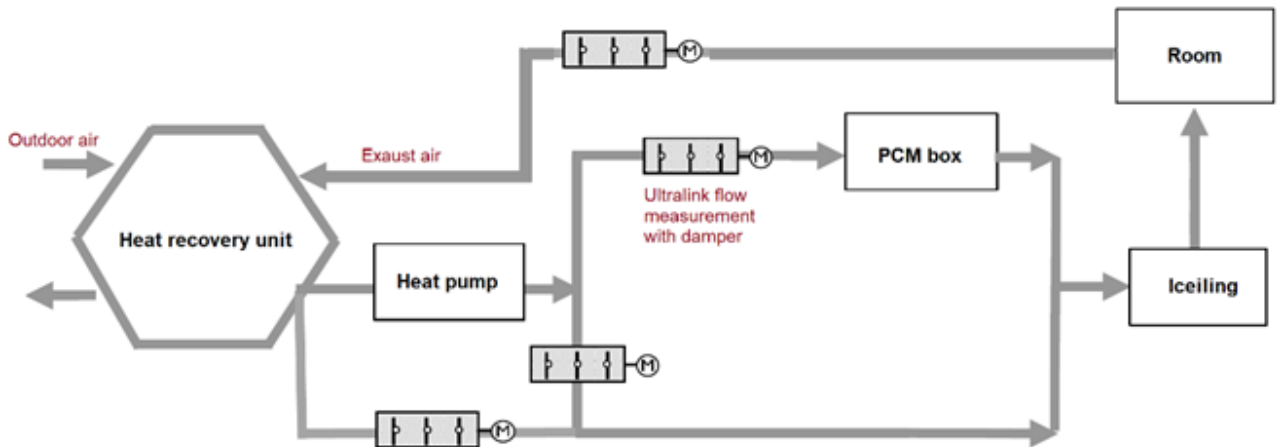 M
Room
Outdoor air
Exaust air
M
PCM box
Ultralink flow
measurement
with damper
Heat recovery unit
Heat pump
Iceiling
M
M